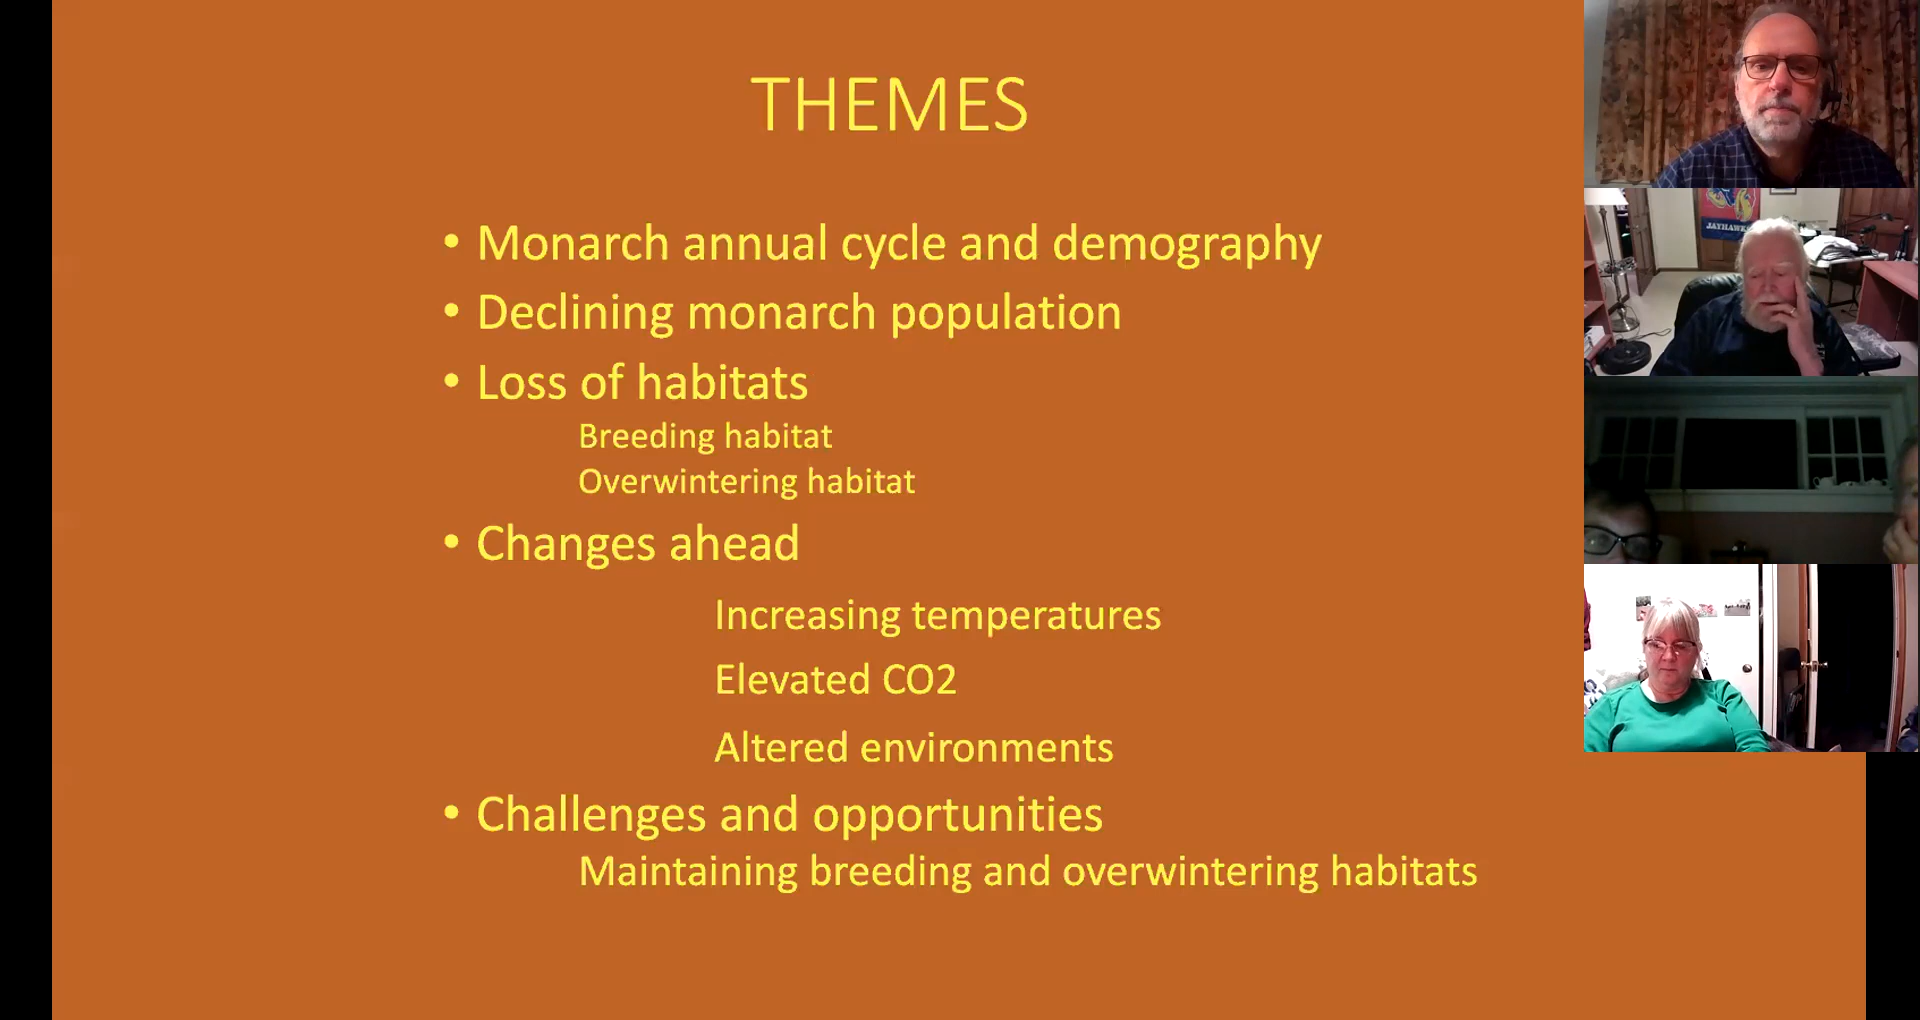 THEMES
• Monarch annual cycle and demography
• Declining monarch population
• Loss of habitats
Breeding habitat
Overwintering habitat
• Changes ahead
Increasing temperatures
Elevated CO2
Altered environments
• Challenges and opportunities
Maintaining breeding and overwintering habitats
JAYHAWK